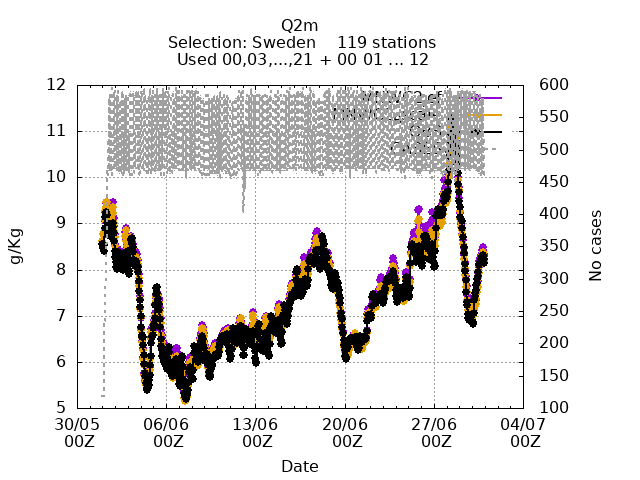 Q2m
Selection: Sweden 119 stations
Used 00,03,...,21 + 00 01 ... 12
12 600
11 550
10 500
450
9 400
8 350
300
7 250
6 200
150
5 100
g/Kg
No cases
30/05 06/06 13/06 20/06 27/06 04/07
00Z 00Z 00Z 00Z 00Z 00Z
Date